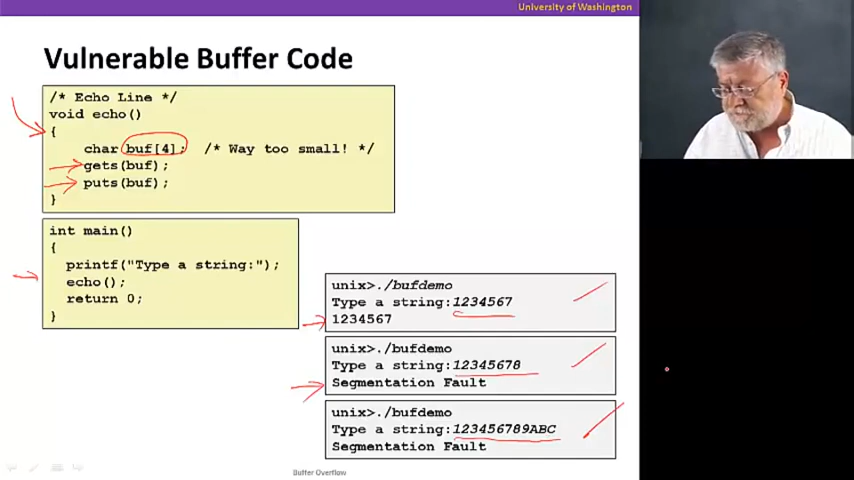 University of Washington
Vulnerable Buffer Code
/* Echo Line */
void echo()
{
char buf[4]; /* Way too small! */
gets(buf);
puts(buf);
}
int main()
{
printf("Type a string:");
echo();
return 0;
}
unix>./bufdemo
Type a string:1234567
1234567
unix>./bufdemo
Type a string:12345678
Segmentation Fault
unix>./bufdemo
Type a string:123456789ABC
Segmentation Fault
Buffer Overflow